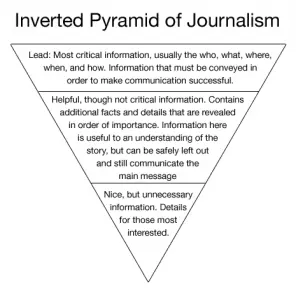 Inverted Pyramid of Journalism
Lead: Most critical information, usually the who, what, where,
when, and how. Information that must be conveyed in
order to make communication successful.
Helpful, though not critical information. Contains
additional facts and details that are revealed
in order of importance. Information here
is useful to an understanding of the
story, but can be safely left out
and still communicate the
main message
Nice, but unnecessary
information. Details
for those most
interested.